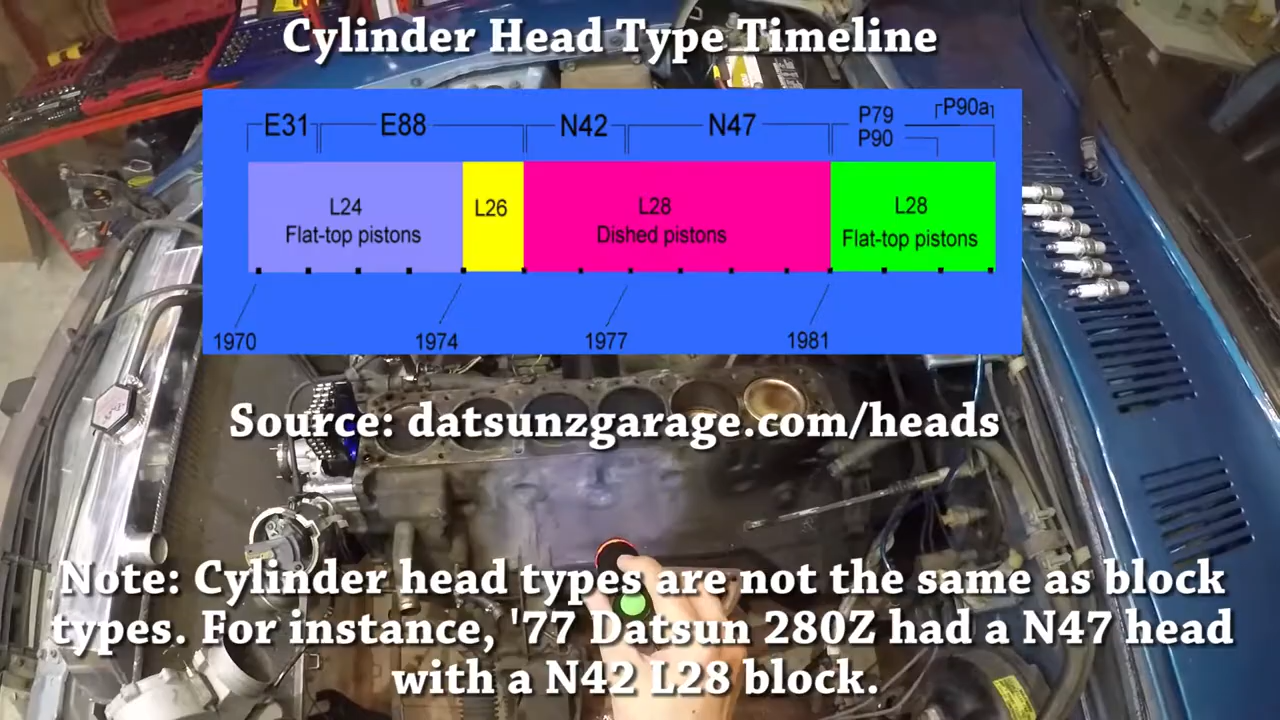 Cylinder Head Type Timeline
E31 E88 N42 N47 P79 P90a
P90
L24 L26 L28 L28
Flat-top pistons Dished pistons Flat-top pistons
1970 1974 1977 1981
Source: datsunzgarage.com/heads
Note: Cylinder head types are not the same as block
types. For instance, '77 Datsun 280Z had a N47 head
with a N42 L28 block.